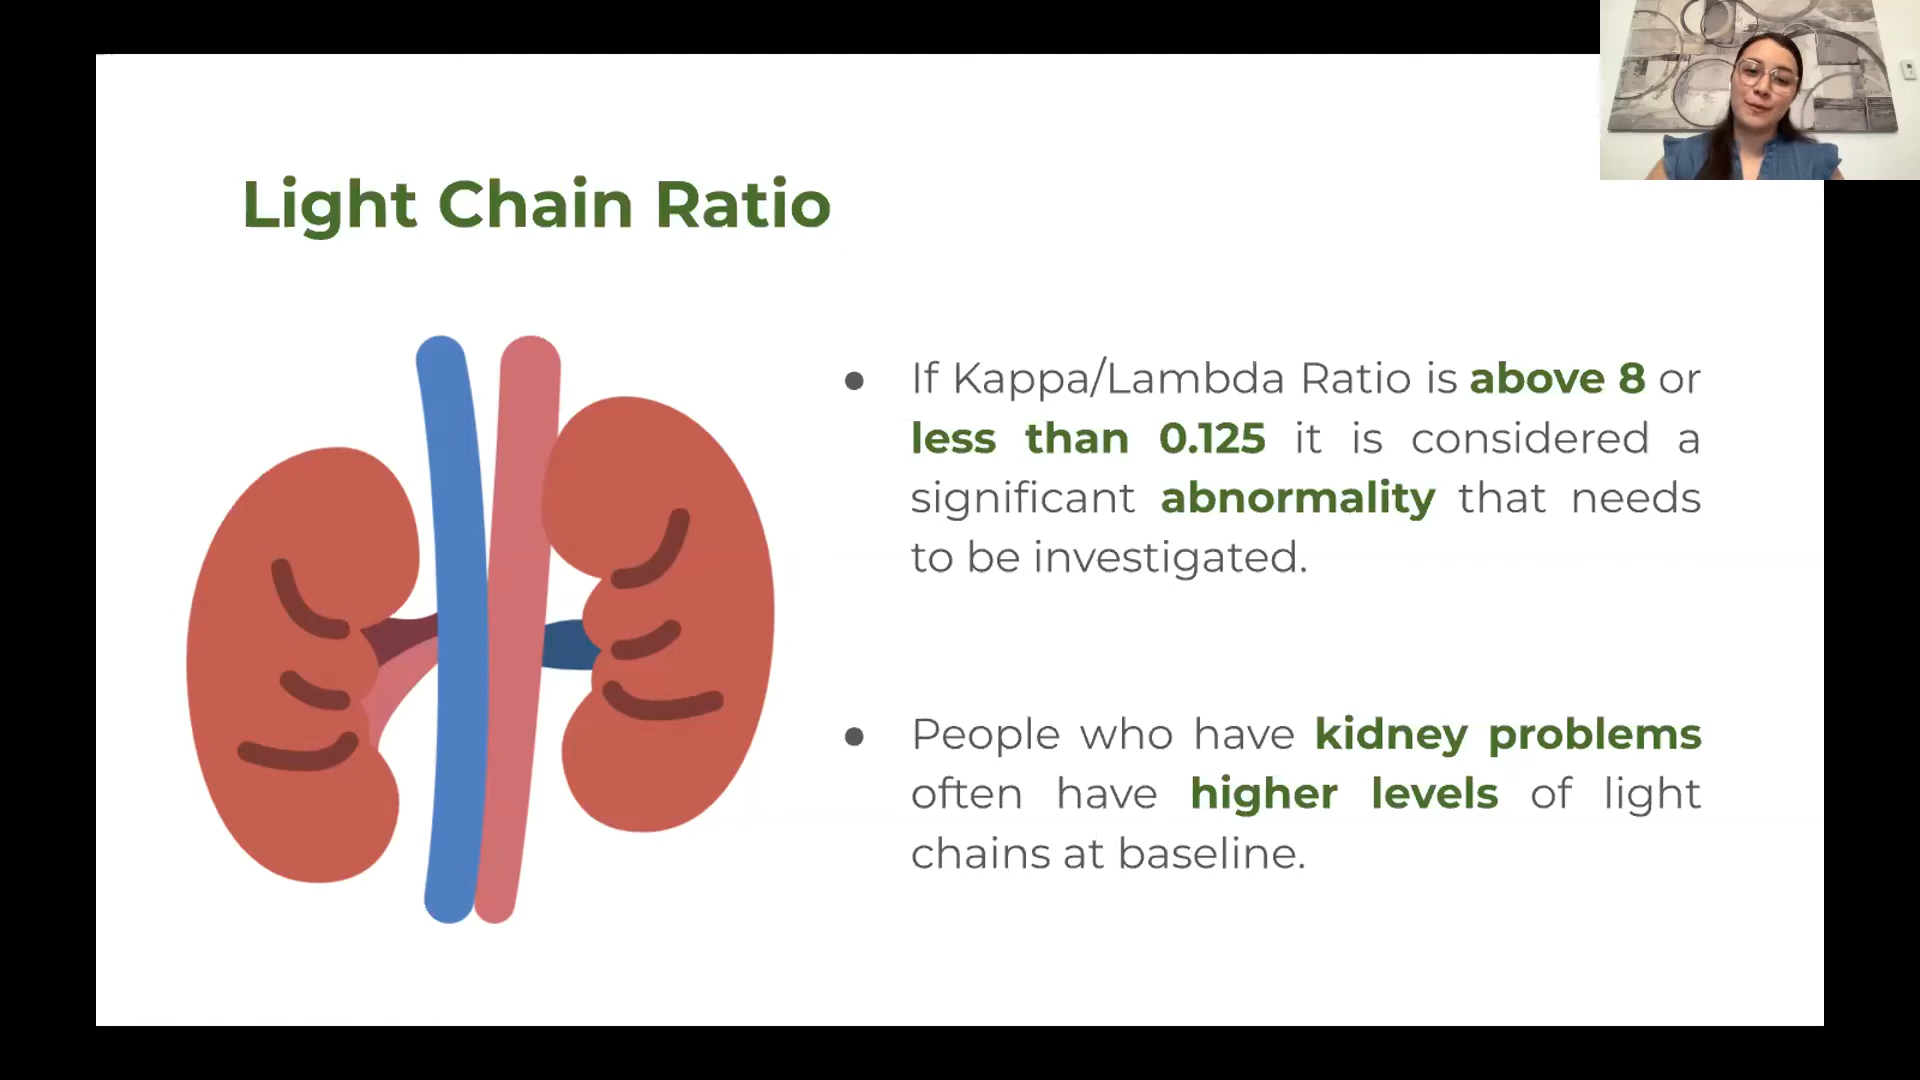 Light Chain Ratio
● If Kappa/Lambda Ratio is above 8 or
less than 0.125 it is considered a
significant abnormality that needs
to be investigated.
● People who have kidney problems
often have higher levels of light
chains at baseline.